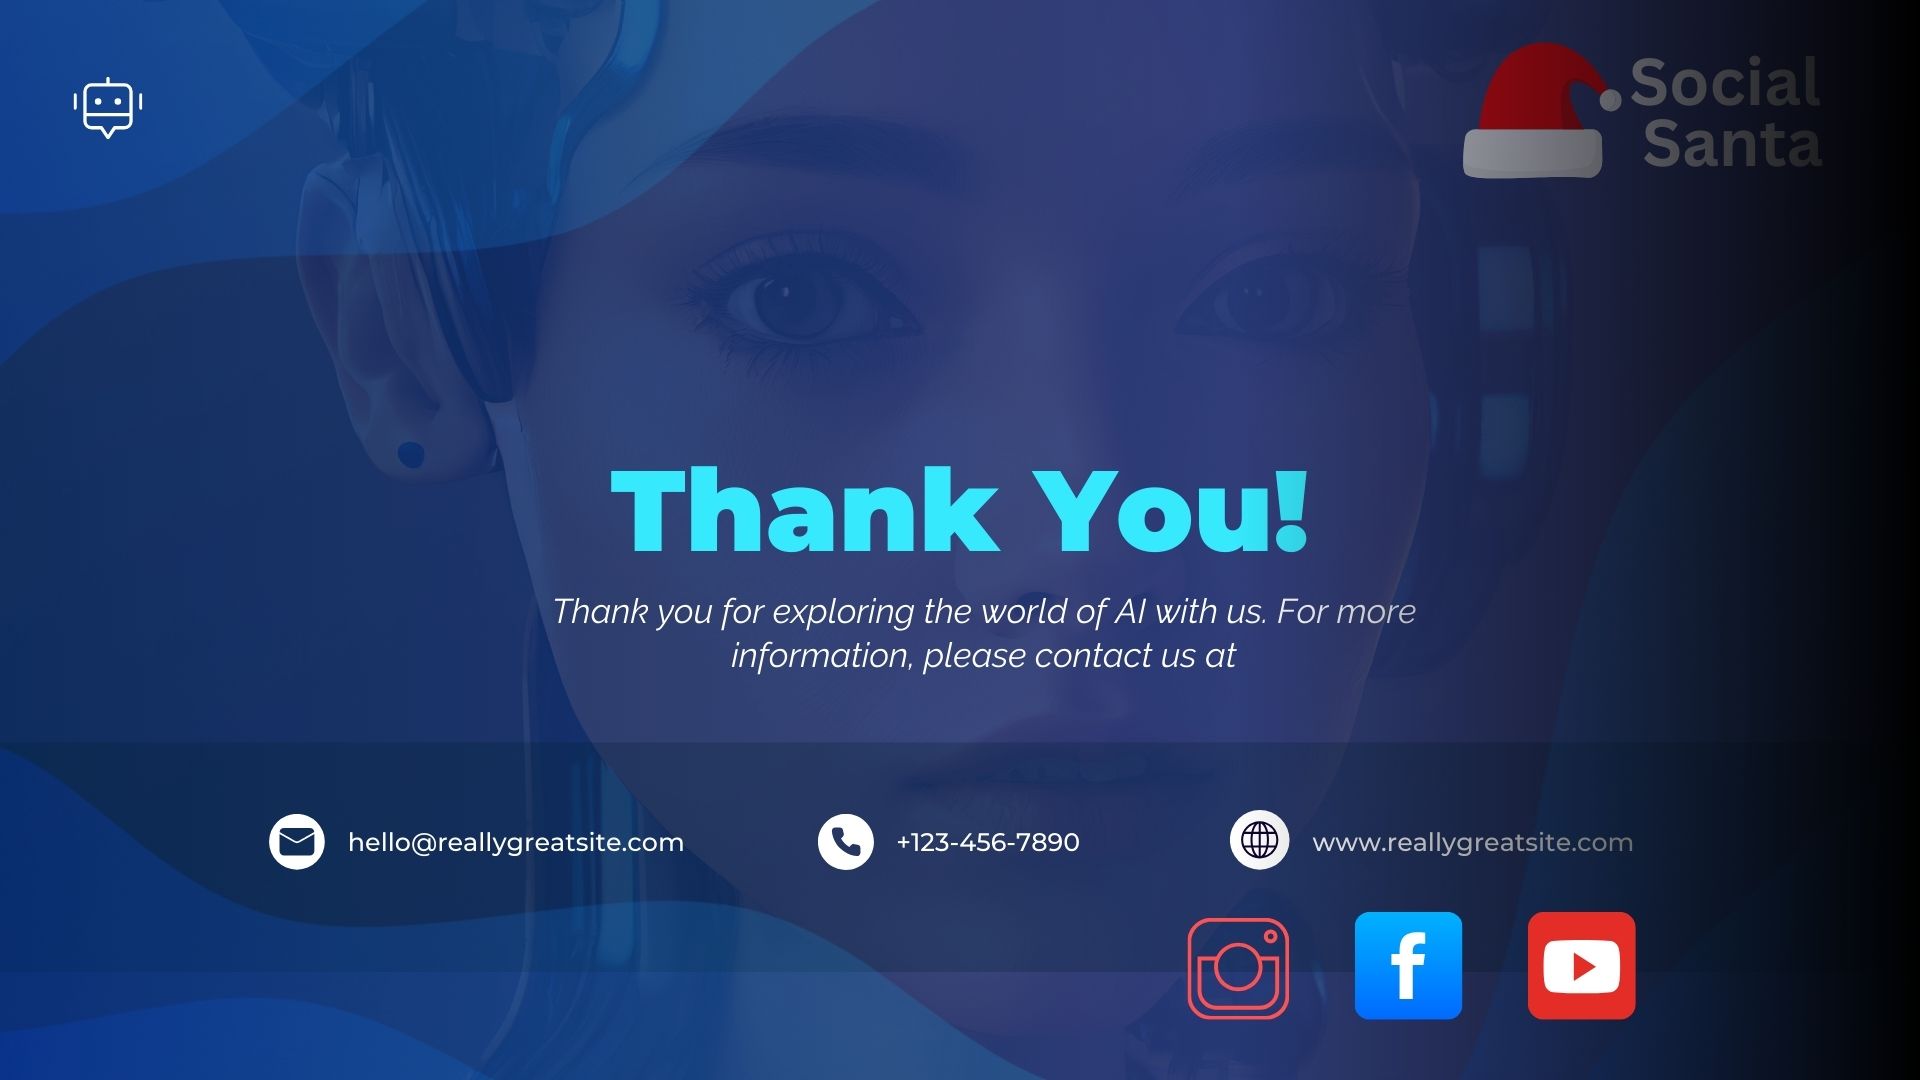 Social
Santa
Thank You!
Thank you for exploring the world of AI with us. For more
information, please contact us at
hello@reallygreatsite.com
+123-456-7890
www.reallygreatsite.com